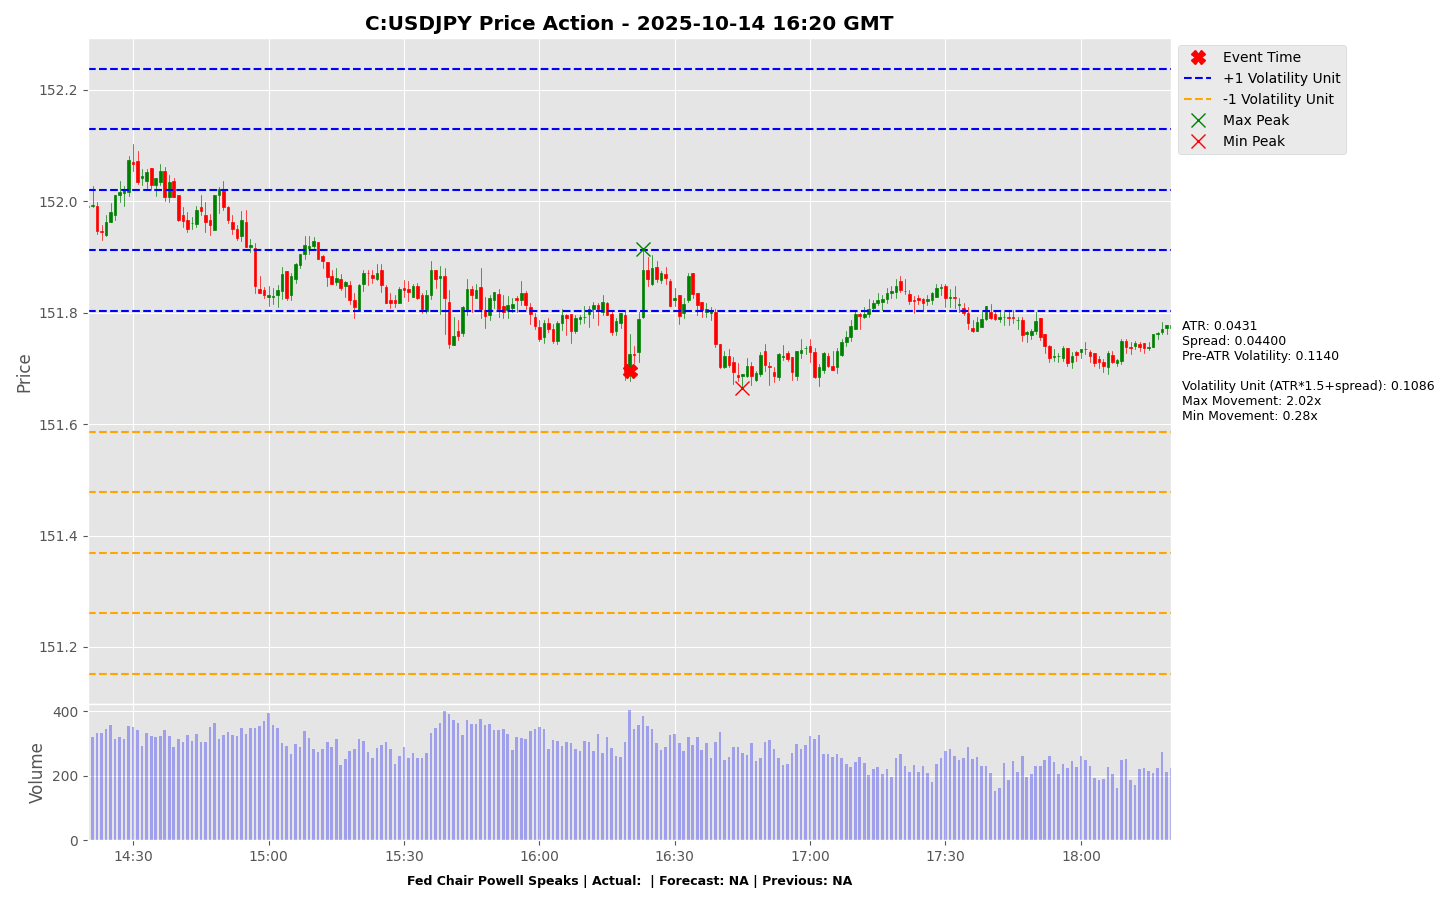 C:USDJPY Price Action - 2025-10-14 16:20 GMT
Event Time
+1 Volatility Unit
-1 Volatility Unit
Max Peak
Min Peak
152.2
152.0
151.8
151.6
151.4
151.2
Price
ATR: 0.0431
Spread: 0.04400
Pre-ATR Volatility: 0.1140
Volatility Unit (ATR*1.5+spread): 0.1086
Max Movement: 2.02x
Min Movement: 0.28x
400
200
0
Volume
14:30 15:00 15:30 16:00 16:30 17:00 17:30 18:00
Fed Chair Powell Speaks | Actual:  | Forecast: NA | Previous: NA